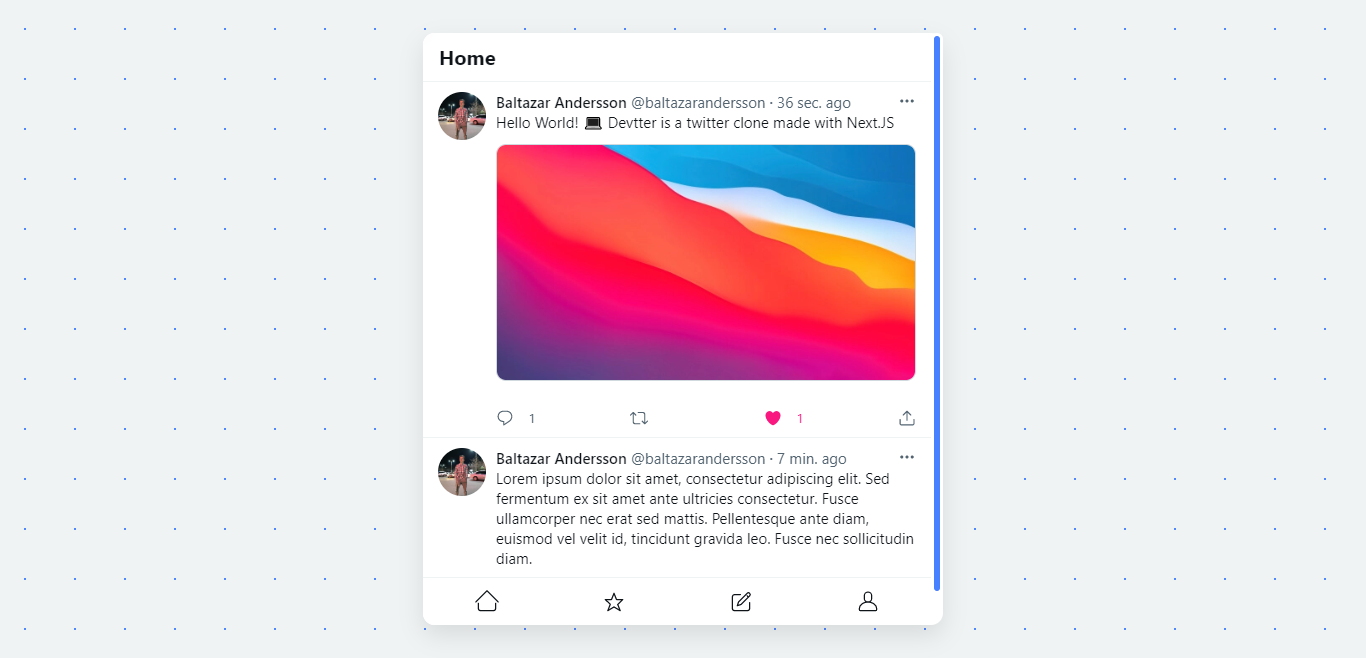 Home
Baltazar Andersson @baltazarandersson · 36 sec. ago
Hello World! 💻 Devtter is a twitter clone made with Next.JS
1
1
Baltazar Andersson @baltazarandersson · 7 min. ago
Lorem ipsum dolor sit amet, consectetur adipiscing elit. Sed
fermentum ex sit amet ante ultricies consectetur. Fusce
ullamcorper nec erat sed mattis. Pellentesque ante diam,
euismod vel velit id, tincidunt gravida leo. Fusce nec sollicitudin
diam.